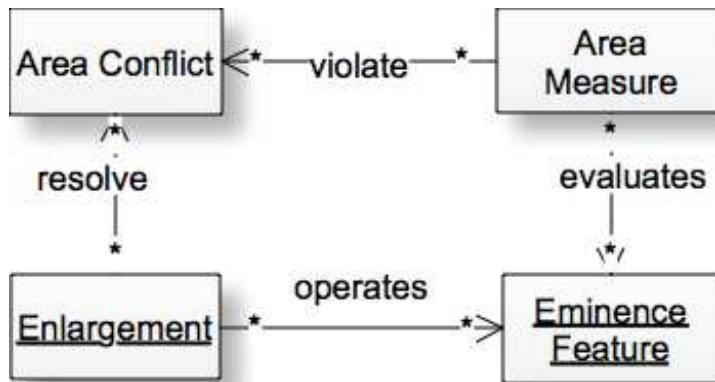 Area Conflict
* violate *
Area
Measure
*
resolve
*
*
evaluates
*
Enlargement
* operates *
Eminence
Feature